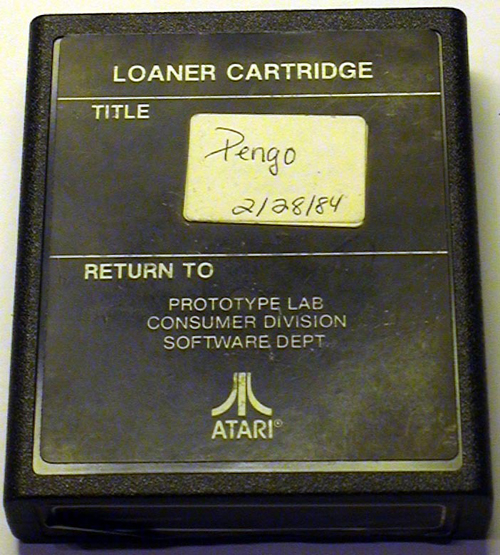 LOANER CARTRIDGE
TITLE
Pengo
2/28/84
RETURN TO
PROTOTYPE LAB
CONSUMER DIVISION
SOFTWARE DEPT
ATARI®